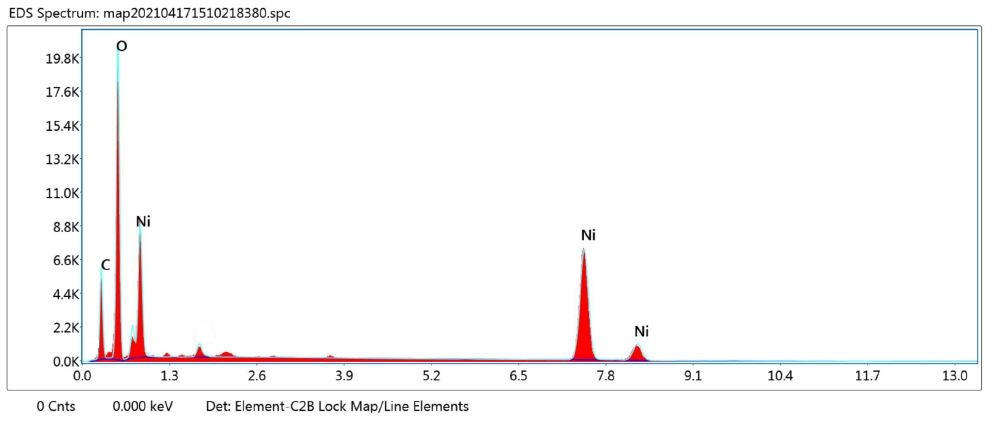 EDS Spectrum: map202104171510218380.spc
O
19.8K
17.6K
15.4K
13.2K
11.0K
Ni
8.8K
Ni
6.6K
C
4.4K
Ni
2.2K
0.0K
0.0 1.3 2.6 3.9 5.2 6.5 7.8 9.1 10.4 11.7 13.0
0 Cnts 0.000 keV Det: Element-C2B Lock Map/Line Elements